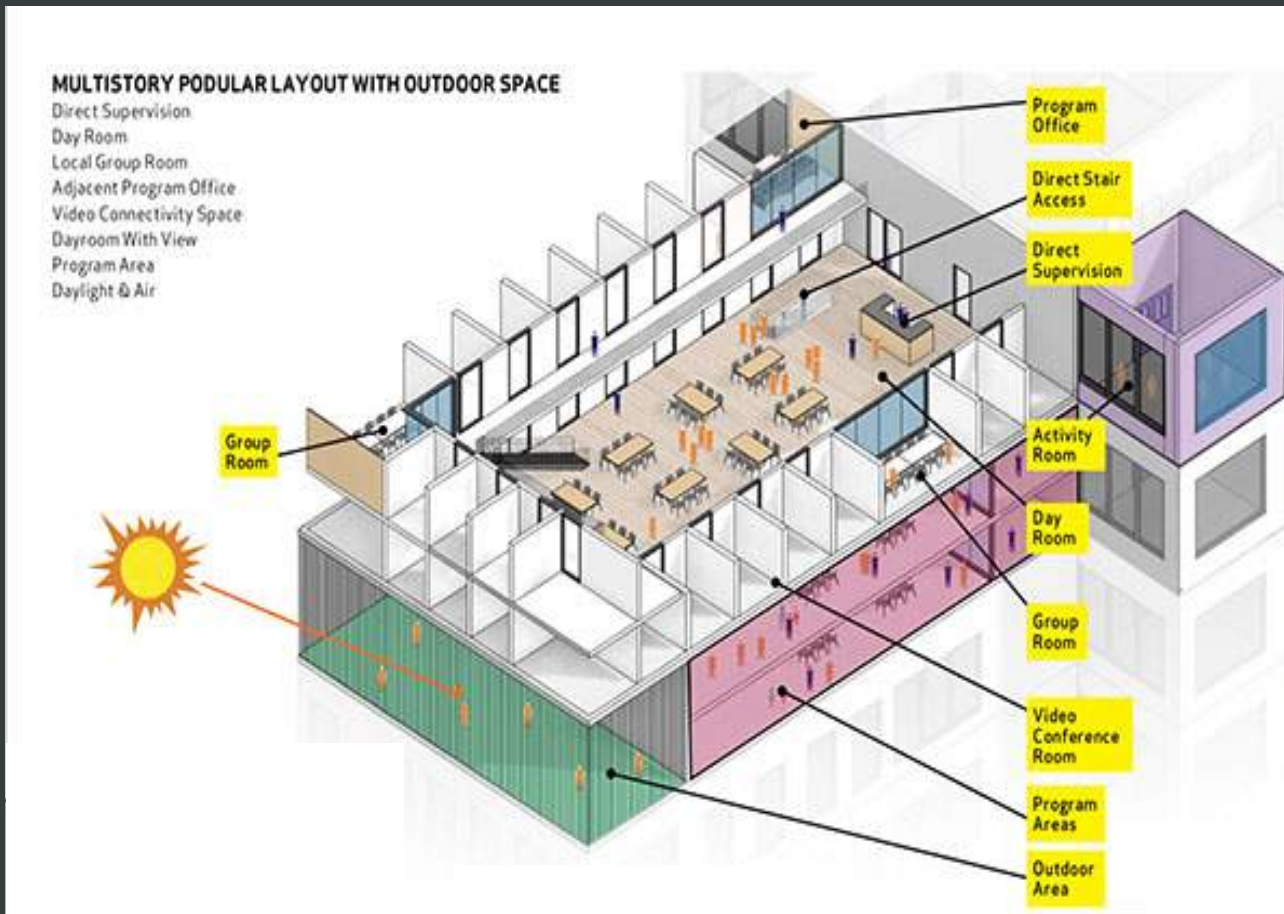 MULTISTORY PODULAR LAYOUT WITH OUTDOOR SPACE
Direct Supervision
Day Room
Local Group Room
Adjacent Program Office
Video Connectivity Space
Dayroom With View
Program Area
Daylight & Air
Program
Office
Direct Stair
Access
Direct
Supervision
Group
Room
Activity
Room
Day
Room
Group
Room
Video
Conference
Room
Program
Areas
Outdoor
Area